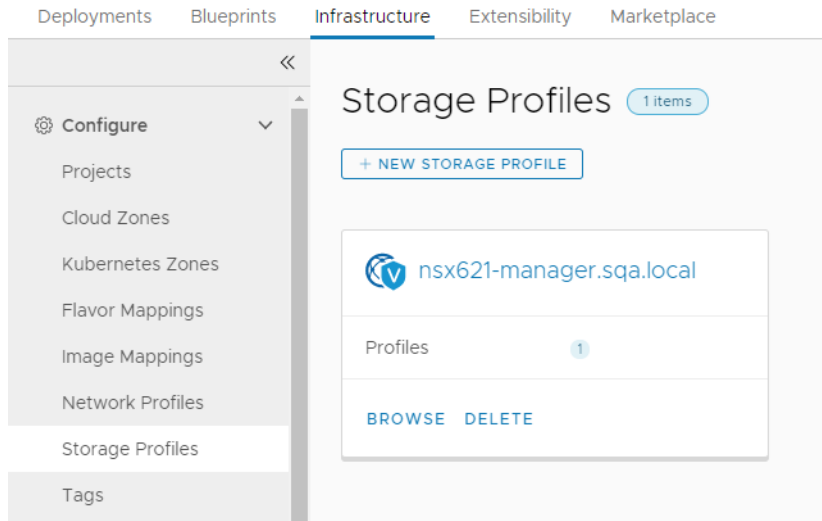 Deployments Blueprints Infrastructure Extensibility Marketplace
Configure
Projects
Cloud Zones
Kubernetes Zones
Flavor Mappings
Image Mappings
Network Profiles
Storage Profiles
Tags
Storage Profiles 1 items
+ NEW STORAGE PROFILE
V nsx621-manager.sqa.local
Profiles 1
BROWSE DELETE